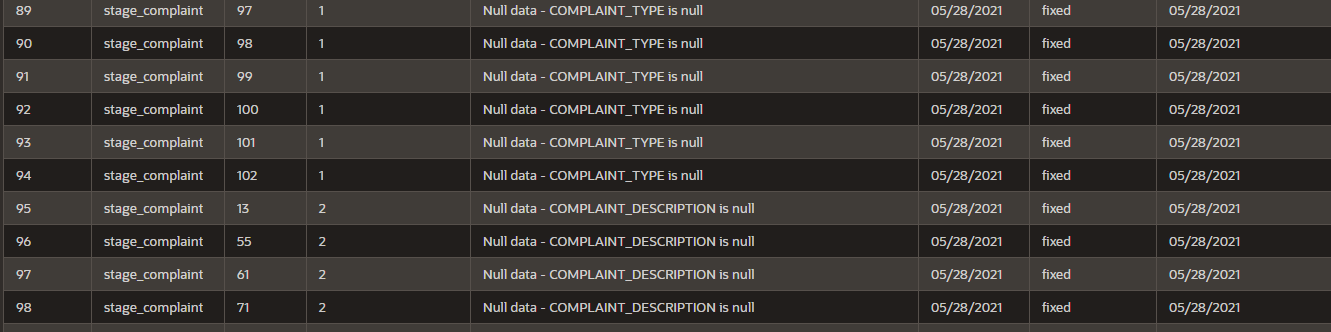 89 stage_complaint 97 1 Null data - COMPLAINT_TYPE is null 05/28/2021 fixed 05/28/2021
90 stage_complaint 98 1 Null data - COMPLAINT_TYPE is null 05/28/2021 fixed 05/28/2021
91 stage_complaint 99 1 Null data - COMPLAINT_TYPE is null 05/28/2021 fixed 05/28/2021
92 stage_complaint 100 1 Null data - COMPLAINT_TYPE is null 05/28/2021 fixed 05/28/2021
93 stage_complaint 101 1 Null data - COMPLAINT_TYPE is null 05/28/2021 fixed 05/28/2021
94 stage_complaint 102 1 Null data - COMPLAINT_TYPE is null 05/28/2021 fixed 05/28/2021
95 stage_complaint 13 2 Null data - COMPLAINT_DESCRIPTION is null 05/28/2021 fixed 05/28/2021
96 stage_complaint 55 2 Null data - COMPLAINT_DESCRIPTION is null 05/28/2021 fixed 05/28/2021
97 stage_complaint 61 2 Null data - COMPLAINT_DESCRIPTION is null 05/28/2021 fixed 05/28/2021
98 stage_complaint 71 2 Null data - COMPLAINT_DESCRIPTION is null 05/28/2021 fixed 05/28/2021